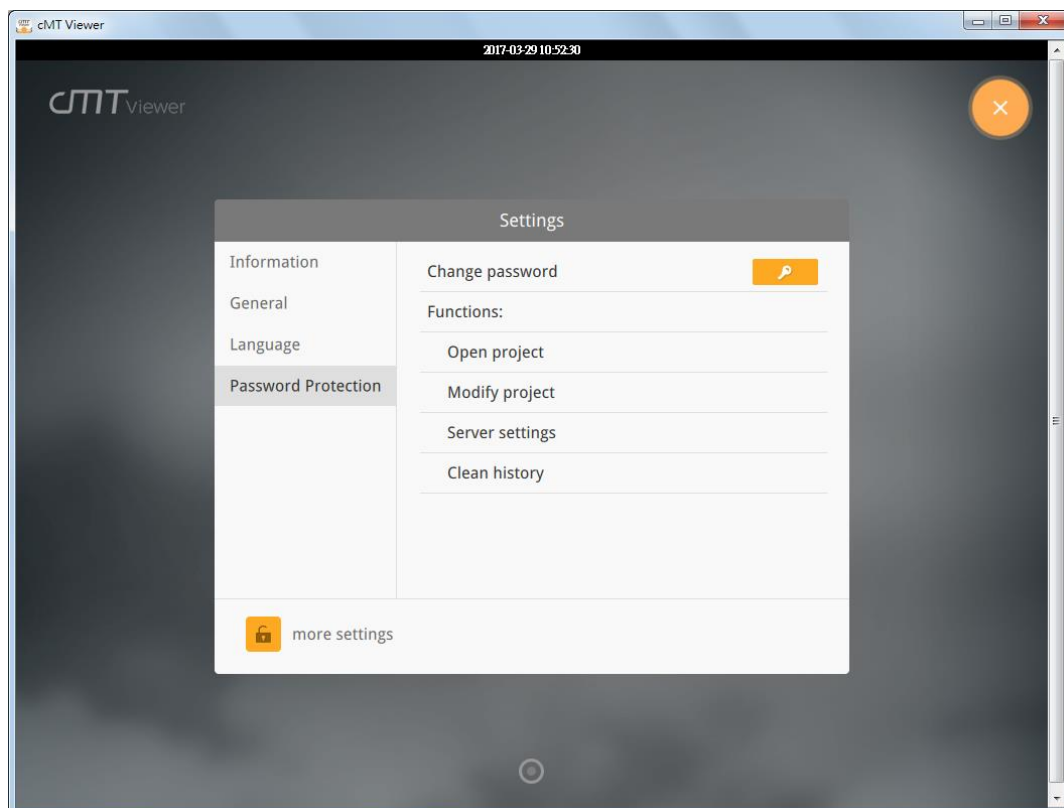 cMT Viewer
2017-03-29 10:52:30
cMT Viewer
Settings
Information
General
Language
Password Protection
Change password
Functions:
Open project
Modify project
Server settings
Clean history
more settings